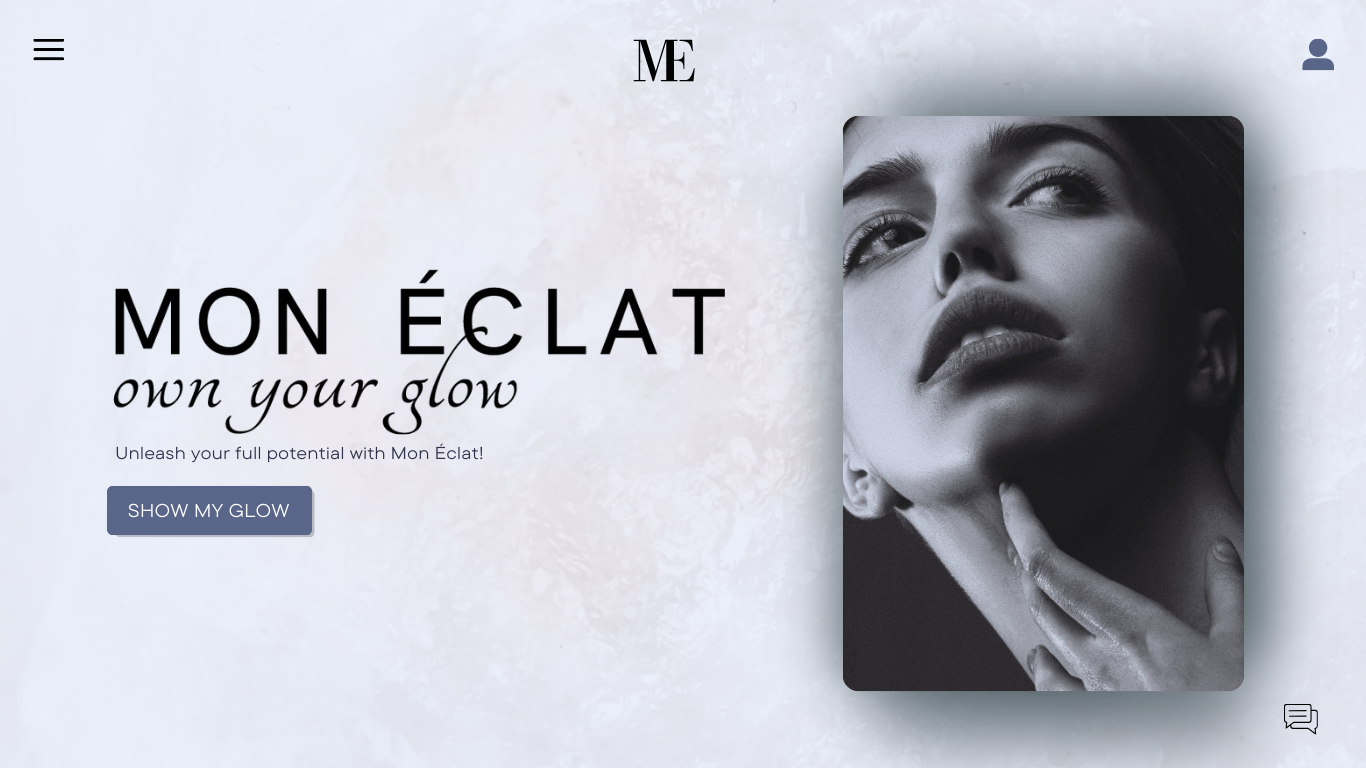 ME
MON ÉCLAT
own your glow
Unleash your full potential with Mon Éclat!
SHOW MY GLOW